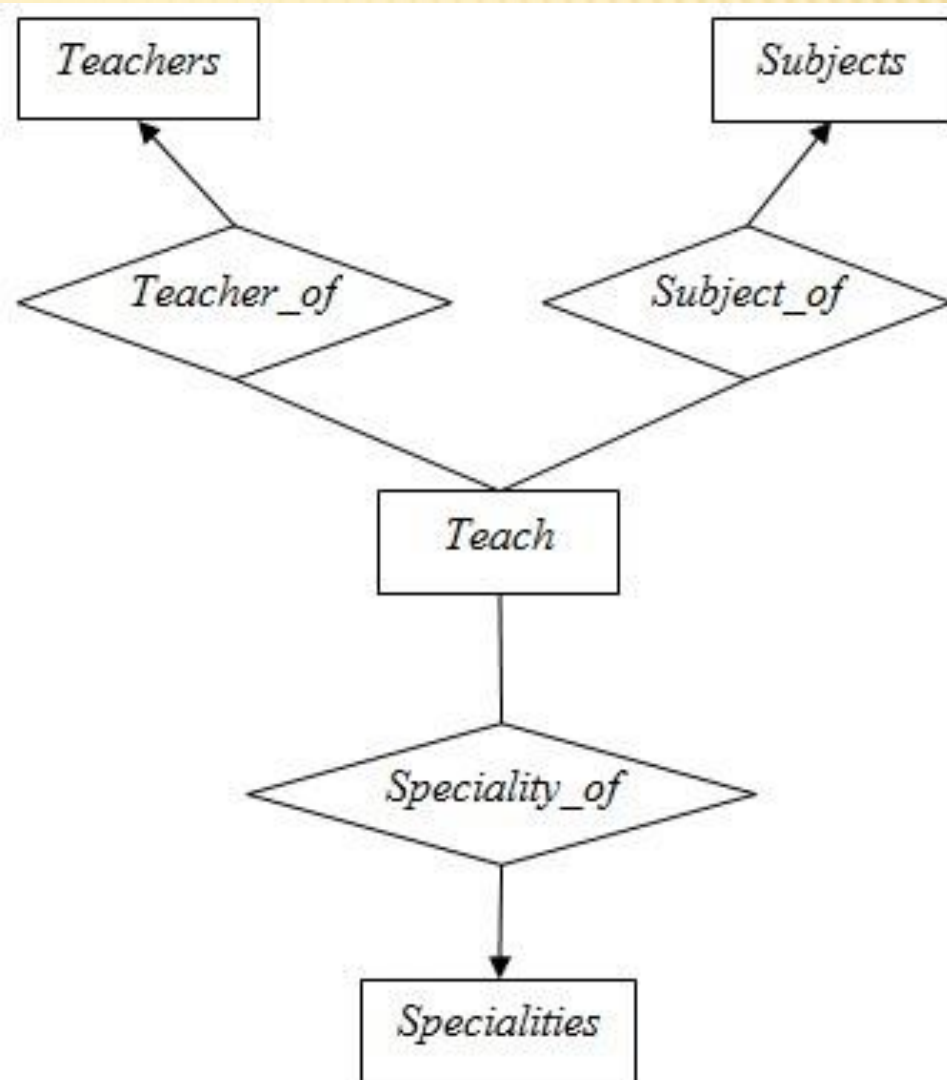 Teachers
Subjects
Teacher_of
Subject_of
Teach
Speciality_of
Specialities